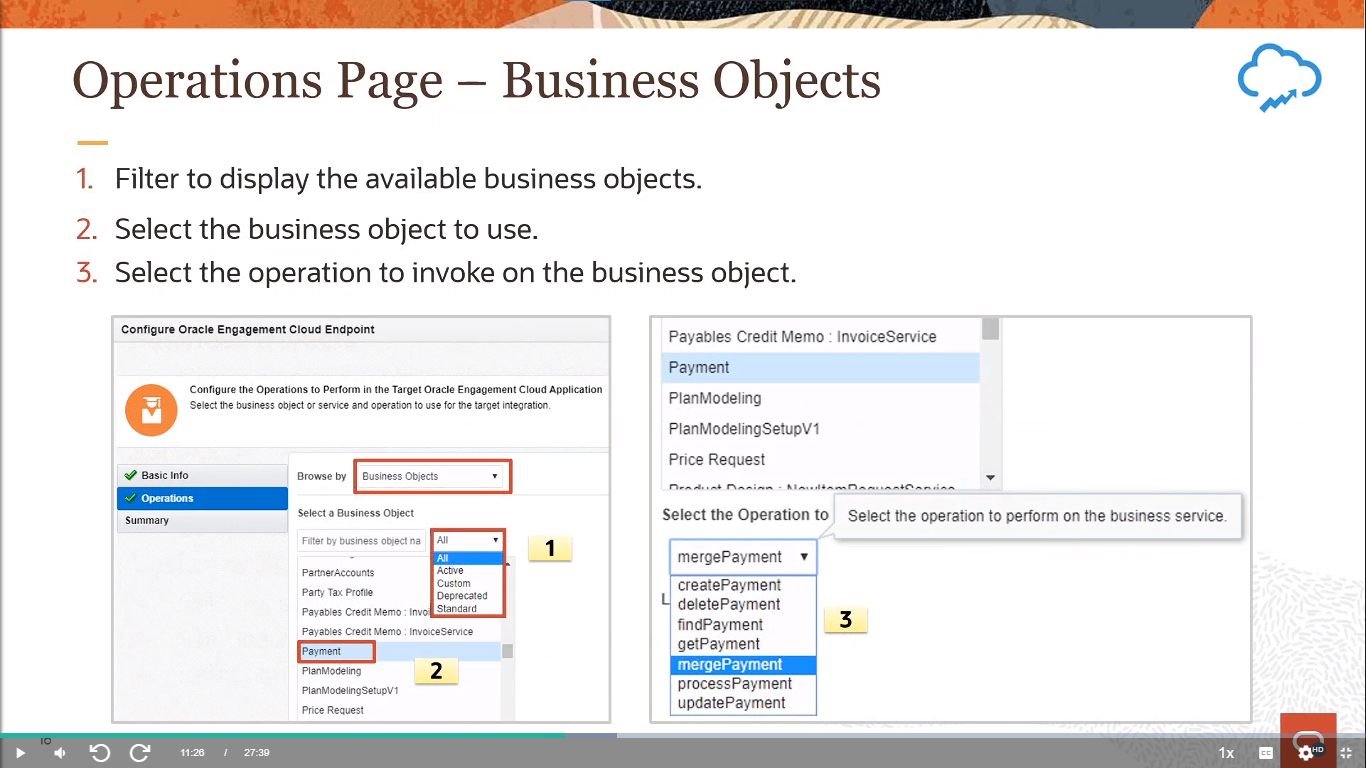 Operations Page – Business Objects
1. Filter to display the available business objects.
2. Select the business object to use.
3. Select the operation to invoke on the business object.
Configure Oracle Engagement Cloud Endpoint
Configure the Operations to Perform in the Target Oracle Engagement Cloud Application
Select the business object or service and operation to use for the target integration.
Basic Info
Operations
Summary
Browse by
Business Objects
Select a Business Object
Filter by business object na
All
All
Active
Custom
Deprecated
Standard
1
PartnerAccounts
Party Tax Profile
Payables Credit Memo : Invoi
Payables Credit Memo : InvoiceService
Payment
2
PlanModeling
PlanModelingSetupV1
Price Request
Payables Credit Memo : InvoiceService
Payment
PlanModeling
PlanModelingSetupV1
Price Request
Product Design : NewItemRequestService
Select the Operation to
Select the operation to perform on the business service.
mergePayment
L
createPayment
deletePayment
findPayment
getPayment
mergePayment
processPayment
updatePayment
3
11:26 / 27:39
1x
CC
HD